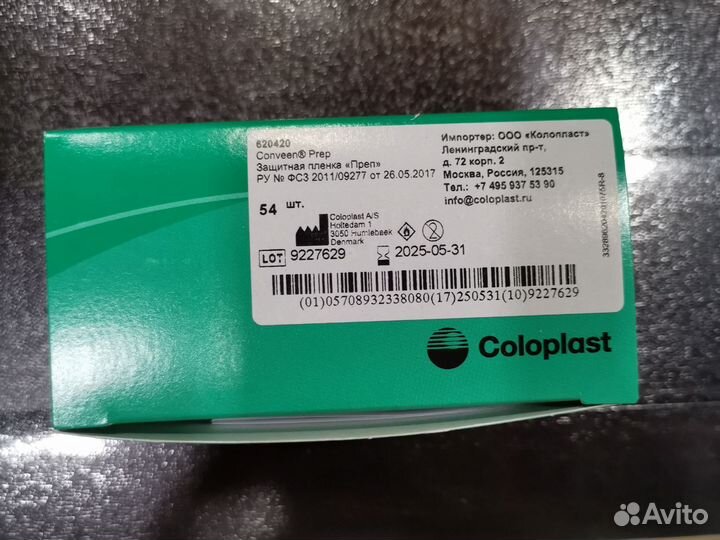 620420
Conveen® Prep
Защитная пленка «Преп»
РУ № ФСЗ 2011/09277 от 26.05.2017
54 шт.
Импортер: ООО «Колопласт»
Ленинградский пр-т,
д. 72 корп. 2
Москва, Россия, 125315
Тел.: +7 495 937 53 90
info@coloplast.ru
Coloplast A/S
Holtedam 1
3050 Humlebaek
Denmark
LOT 9227629
2025-05-31
(01)05708932338080(17)250531(10)9227629
Coloplast
Avito